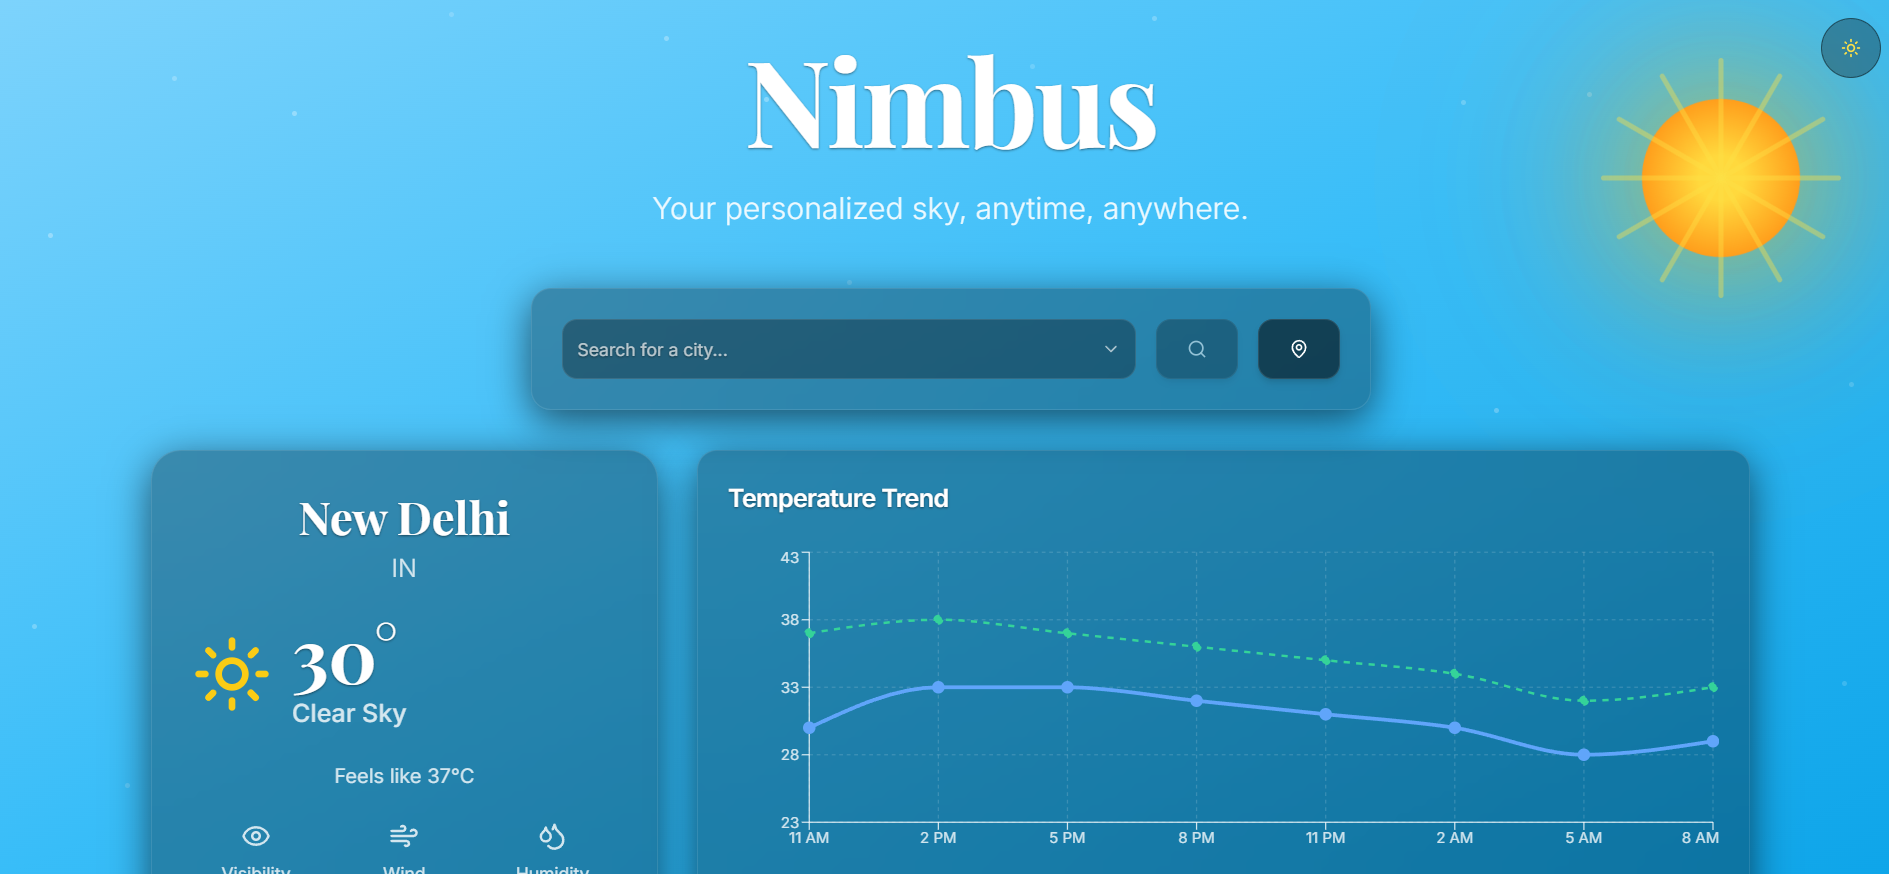 Nimbus
Your personalized sky, anytime, anywhere.
Search for a city...
New Delhi
IN
30°
Clear Sky
Feels like 37°C
Visibility Wind Humidity
Temperature Trend
43
38
33
28
23
11 AM 2 PM 5 PM 8 PM 11 PM 2 AM 5 AM 8 AM